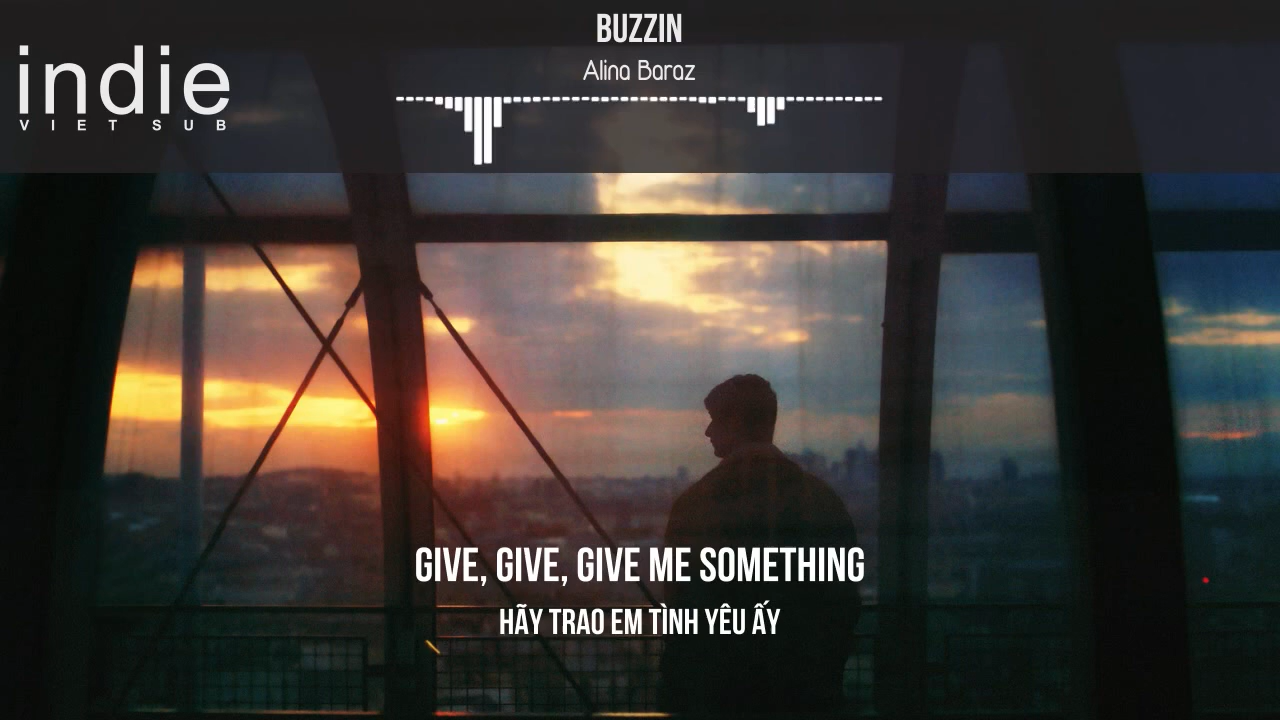 BUZZIN
Alina Baraz
indie
VIET SUB
GIVE, GIVE, GIVE ME SOMETHING
HÃY TRAO EM TÌNH YÊU ẤY